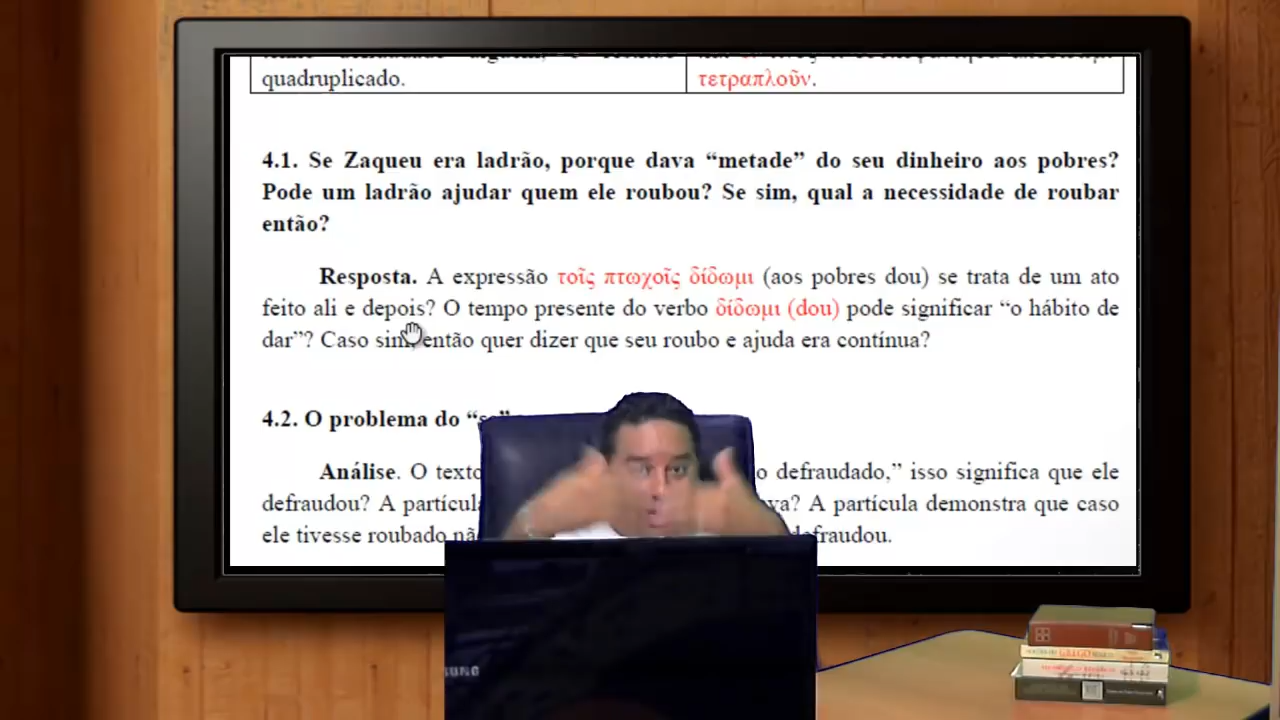 quadruplicado.
τετραπλοῦν.
4.1. Se Zaqueu era ladrão, porque dava “metade” do seu dinheiro aos pobres?
Pode um ladrão ajudar quem ele roubou? Se sim, qual a necessidade de roubar
então?
Resposta. A expressão τοῖς πτωχοῖς δίδωμι (aos pobres dou) se trata de um ato
feito ali e depois? O tempo presente do verbo δίδωμι (dou) pode significar “o hábito de
dar”? Caso sim, então quer dizer que seu roubo e ajuda era contínua?
4.2. O problema do “se”
Análise. O texto o defraudado,” isso significa que ele
defraudou? A partícula A partícula demonstra que caso
ele tivesse roubado defraudou.
GREGO